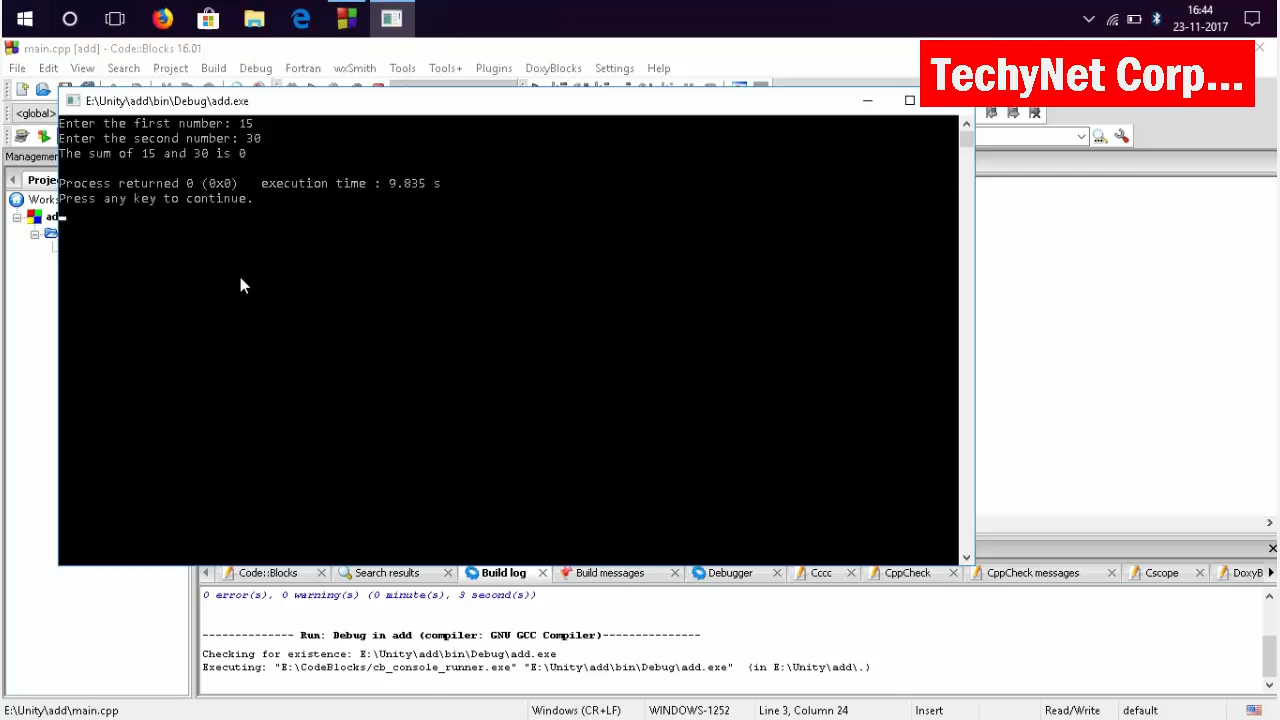 16:44
23-11-2017
main.cpp [add] - Code::Blocks 16.01
File Edit View Search Project Build Debug Fortran wxSmith Tools Tools+ Plugins DoxyBlocks Settings Help
TechyNet Corp...
E:\Unity\add\bin\Debug\add.exe
<global>
Enter the first number: 15
Enter the second number: 30
The sum of 15 and 30 is 0
Management
Process returned 0 (0x0)   execution time : 9.835 s
Press any key to continue.
Code::Blocks Search results Build log Build messages Debugger Cccc CppCheck CppCheck messages Cscope DoxyB
0 error(s), 0 warning(s) (0 minute(s), 3 second(s))
-------------- Run: Debug in add (compiler: GNU GCC Compiler)---------------
Checking for existence: E:\Unity\add\bin\Debug\add.exe
Executing: "E:\CodeBlocks/cb_console_runner.exe" "E:\Unity\add\bin\Debug\add.exe"  (in E:\Unity\add\.)
E:\Unity\add\main.cpp Windows (CR+LF) WINDOWS-1252 Line 3, Column 24 Insert Read/Write default